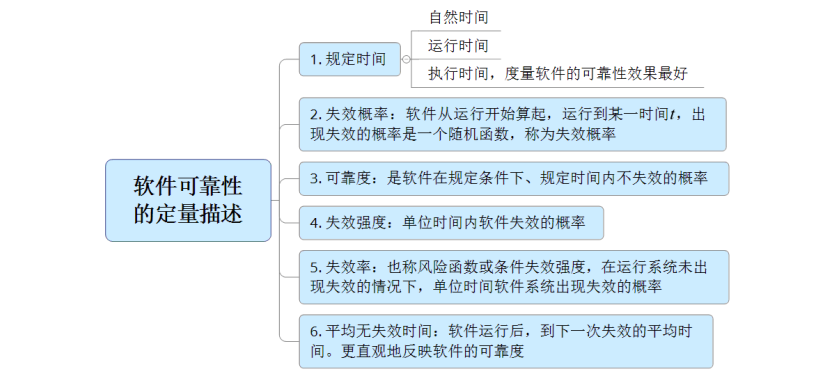 软件可靠性
的定量描述
1. 规定时间
自然时间
运行时间
执行时间，度量软件的可靠性效果最好
2. 失效概率：软件从运行开始算起，运行到某一时间t，出
现失效的概率是一个随机函数，称为失效概率
3. 可靠度：是软件在规定条件下、规定时间内不失效的概率
4. 失效强度：单位时间内软件失效的概率
5. 失效率：也称风险函数或条件失效强度，在运行系统未出
现失效的情况下，单位时间软件系统出现失效的概率
6. 平均无失效时间：软件运行后，到下一次失效的平均时
间。更直观地反映软件的可靠度